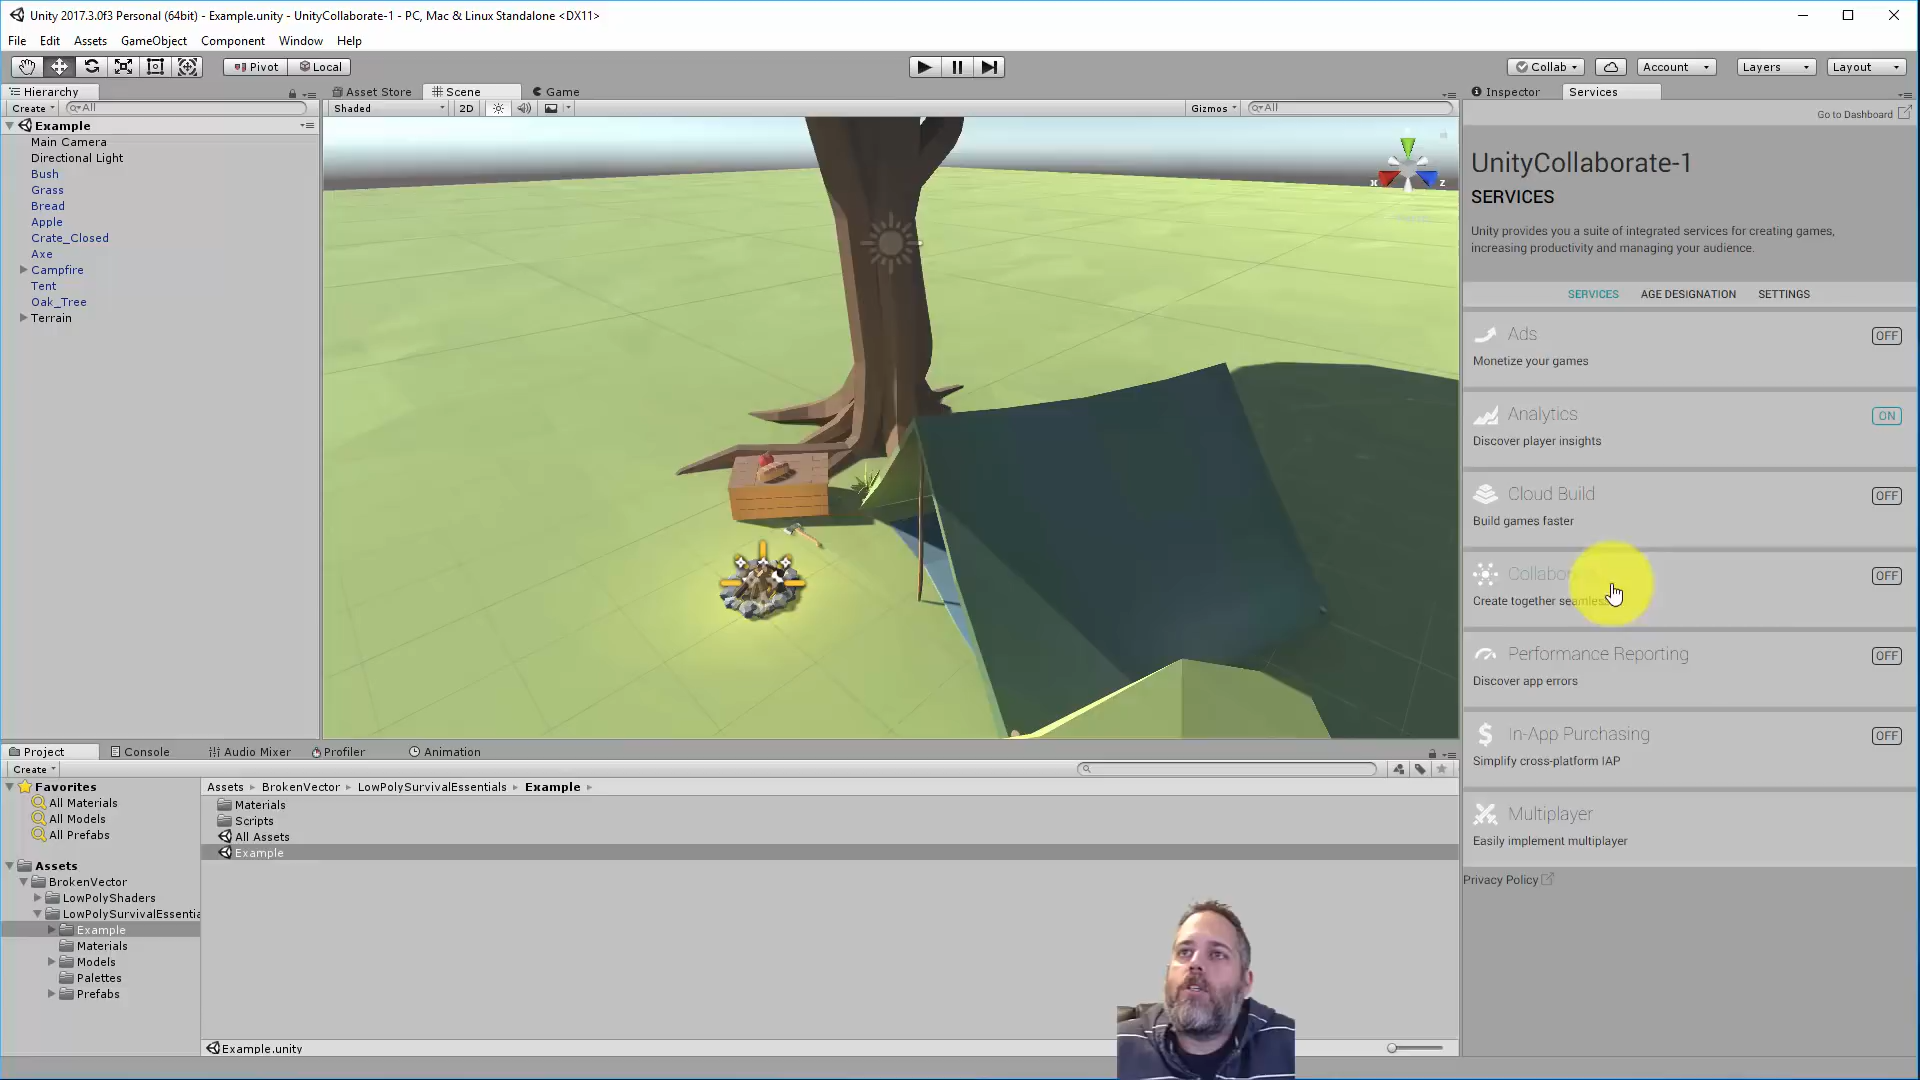 Unity 2017.3.0f3 Personal (64bit) - Example.unity - UnityCollaborate-1 - PC, Mac & Linux Standalone <DX11>
File Edit Assets GameObject Component Window Help
Pivot Local Collab Account Layers Layout
Hierarchy
Create All
Example
Main Camera
Directional Light
Bush
Grass
Bread
Apple
Crate_Closed
Axe
Campfire
Tent
Oak_Tree
Terrain
Asset Store Scene Game
Shaded 2D Gizmos All
x z
Inspector Services
Go to Dashboard
UnityCollaborate-1
SERVICES
Unity provides you a suite of integrated services for creating games,
increasing productivity and managing your audience.
SERVICES AGE DESIGNATION SETTINGS
Ads OFF
Monetize your games
Analytics ON
Discover player insights
Cloud Build OFF
Build games faster
Collabo OFF
Create together seamless
Performance Reporting OFF
Discover app errors
In-App Purchasing OFF
Simplify cross-platform IAP
Multiplayer
Easily implement multiplayer
Privacy Policy
Project Console Audio Mixer Profiler Animation
Create
Favorites
All Materials
All Models
All Prefabs
Assets
BrokenVector
LowPolyShaders
LowPolySurvivalEssentia
Example
Materials
Models
Palettes
Prefabs
Assets BrokenVector LowPolySurvivalEssentials Example
Materials
Scripts
All Assets
Example
Example.unity